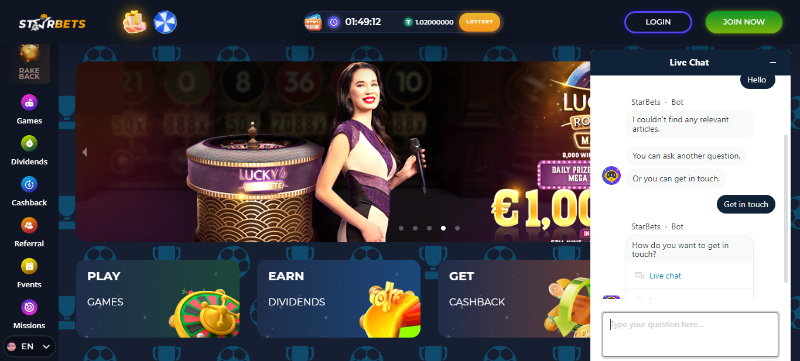 STARBETS
01:49:12
1.02000000
LOTTERY
LOGIN
JOIN NOW
RAKE
BACK
Games
Dividends
Cashback
Referral
Events
Missions
EN
0 8 36 10
LUCKY6
LUC
RO
M
8,000 WIN
DAILY PRIZE
MEGA
€1,00
PLAY
GAMES
EARN
DIVIDENDS
GET
CASHBACK
Live Chat
Hello
StarBets · Bot
I couldn't find any relevant
articles.
You can ask another question.
Or you can get in touch.
Get in touch
StarBets · Bot
How do you want to get in
touch?
Live chat
Type your question here...